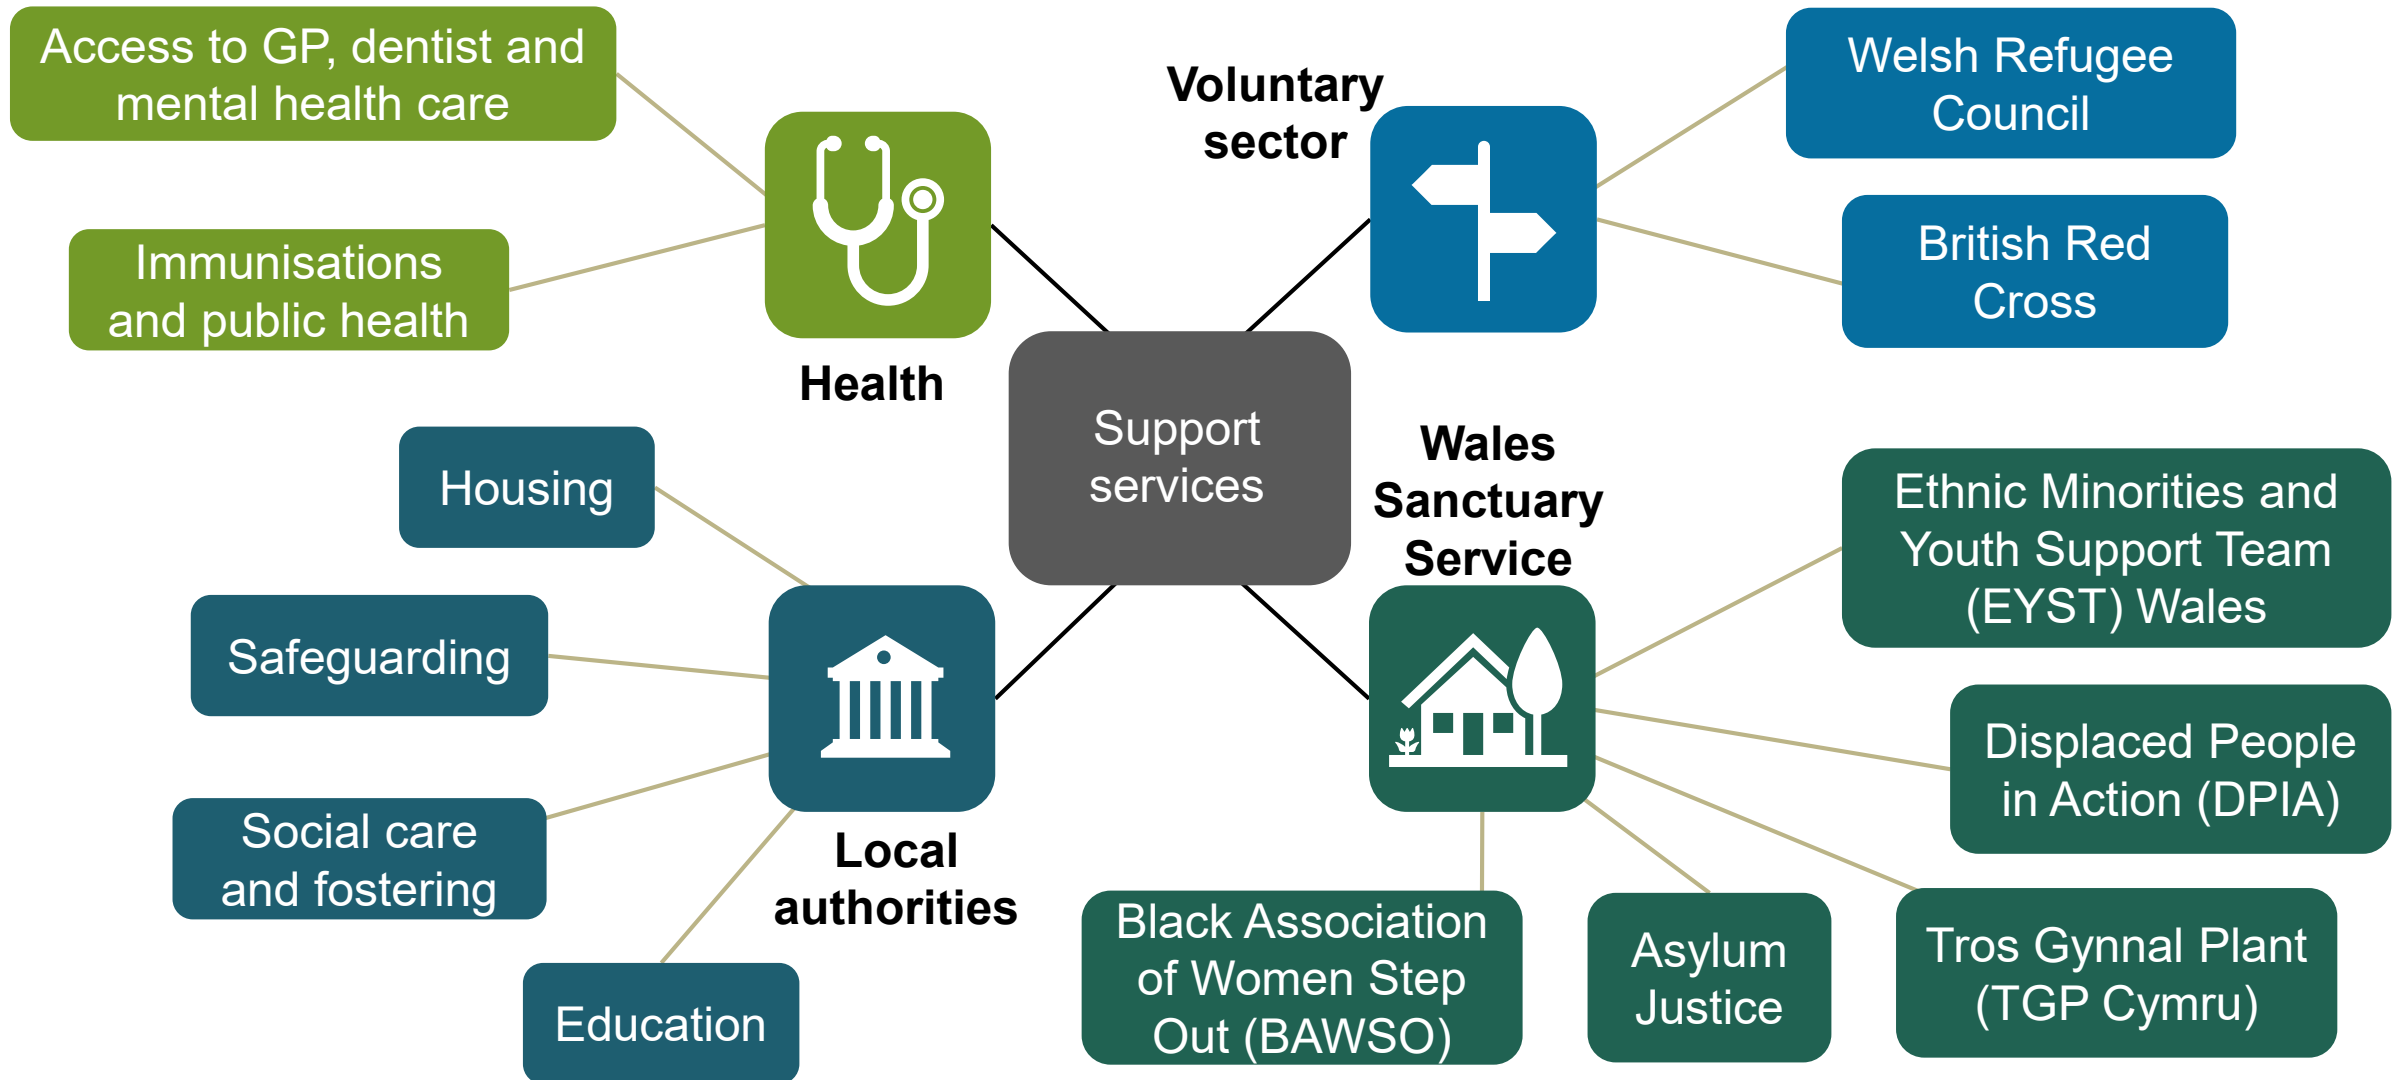 Access to GP, dentist and
mental health care
Immunisations
and public health
Health
Voluntary
sector
Welsh Refugee
Council
British Red
Cross
Support
services
Housing
Safeguarding
Social care
and fostering
Education
Local
authorities
Wales
Sanctuary
Service
Ethnic Minorities and
Youth Support Team
(EYST) Wales
Displaced People
in Action (DPIA)
Tros Gynnal Plant
(TGP Cymru)
Asylum
Justice
Black Association
of Women Step
Out (BAWSO)